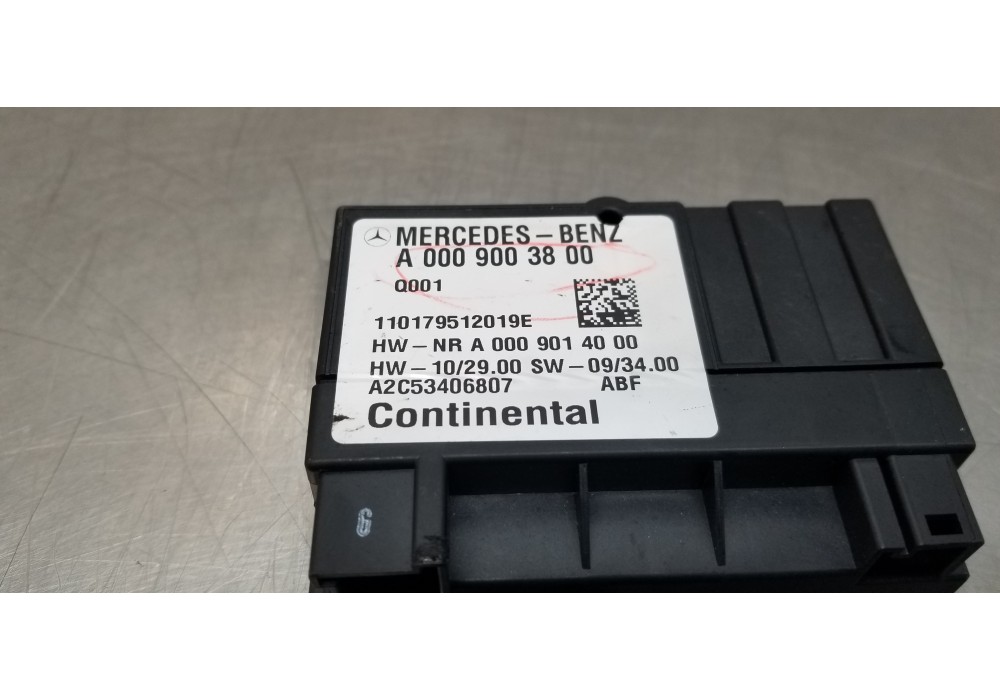 MERCEDES-BENZ
A 000 900 38 00
Q001
110179512019E
HW-NR A 000 901 40 00
HW-10/29.00 SW-09/34.00
A2C53406807 ABF
Continental